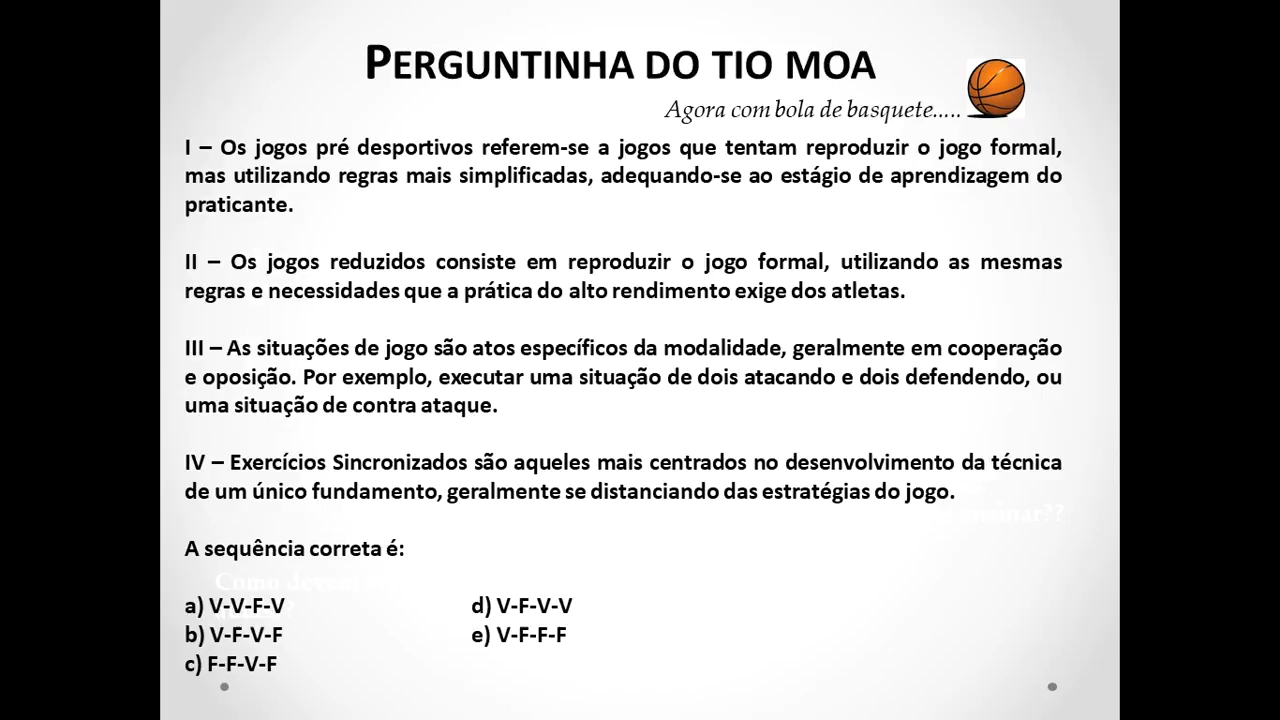 PERGUNTINHA DO TIO MOA
Agora com bola de basquete.....
I – Os jogos pré desportivos referem-se a jogos que tentam reproduzir o jogo formal,
mas utilizando regras mais simplificadas, adequando-se ao estágio de aprendizagem do
praticante.
II – Os jogos reduzidos consiste em reproduzir o jogo formal, utilizando as mesmas
regras e necessidades que a prática do alto rendimento exige dos atletas.
III – As situações de jogo são atos específicos da modalidade, geralmente em cooperação
e oposição. Por exemplo, executar uma situação de dois atacando e dois defendendo, ou
uma situação de contra ataque.
IV – Exercícios Sincronizados são aqueles mais centrados no desenvolvimento da técnica
de um único fundamento, geralmente se distanciando das estratégias do jogo.
A sequência correta é:
a) V-V-F-V
b) V-F-V-F
c) F-F-V-F
d) V-F-V-V
e) V-F-F-F